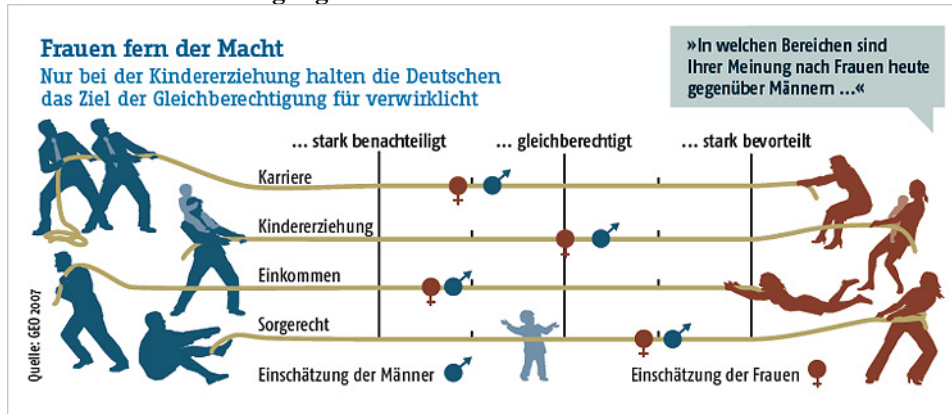 Frauen fern der Macht
Nur bei der Kindererziehung halten die Deutschen
das Ziel der Gleichberechtigung für verwirklicht
»In welchen Bereichen sind
Ihrer Meinung nach Frauen heute
gegenüber Männern ...«
... stark benachteiligt
... gleichberechtigt
... stark bevorteilt
Karriere
Kindererziehung
Einkommen
Sorgerecht
Einschätzung der Männer
Einschätzung der Frauen
Quelle: GEO 2007